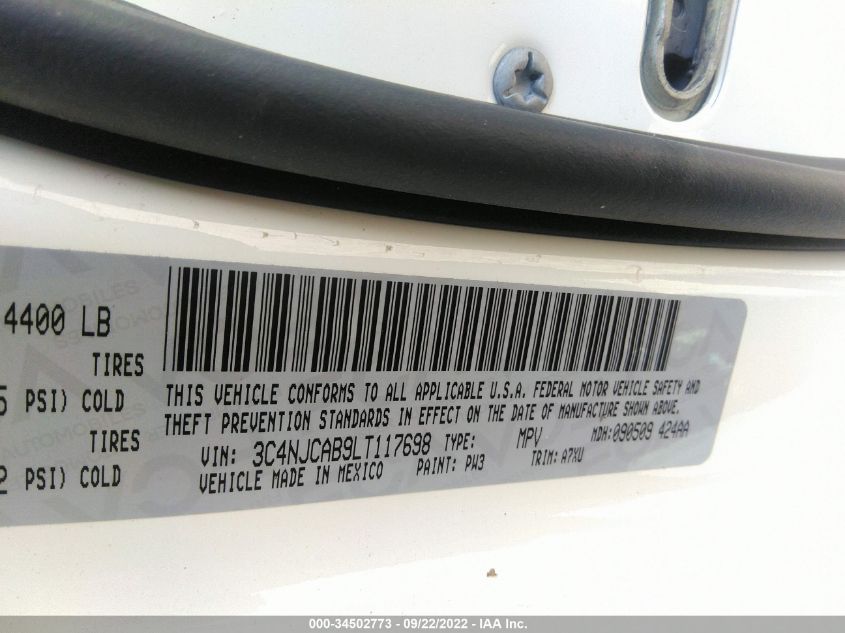 4400 LB
TIRES
PSI) COLD
TIRES
PSI) COLD
THIS VEHICLE CONFORMS TO ALL APPLICABLE U.S.A. FEDERAL MOTOR VEHICLE SAFETY AND
THEFT PREVENTION STANDARDS IN EFFECT ON THE DATE OF MANUFACTURE SHOWN ABOVE.
VIN: 3C4NJCAB9LT117698 TYPE: MPV MDH:090509 424AA
VEHICLE MADE IN MEXICO PAINT: PW3 TRIM: A7XU
000-34502773 - 09/22/2022 - IAA Inc.